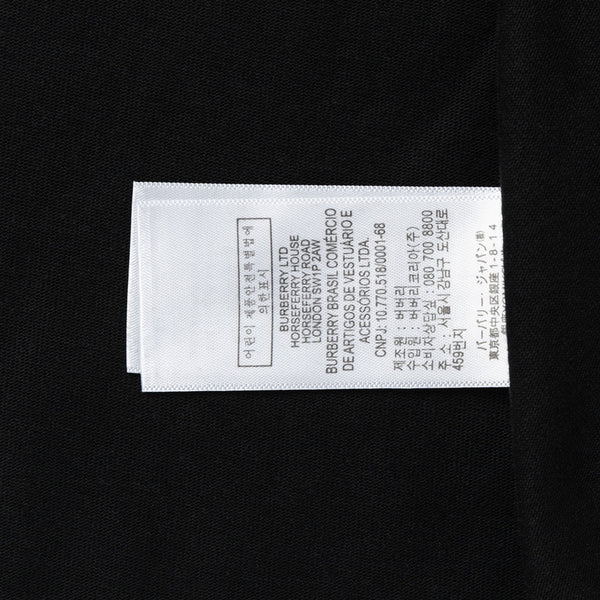 어린이 제품안전특별법에
의한표시
BURBERRY LTD
HORSEFERRY HOUSE
HORSEFERRY ROAD
LONDON SW1P 2AW
BURBERRY BRASIL COMÉRCIO
DE ARTIGOS DE VESTUÁRIO E
ACESSORIOS LTDA.
CNPJ: 10.770.518/0001-68
제조원 : 버버리
수입원 : 버버리코리아(주)
소비자상담실 : 080 700 8800
주 소 : 서울시 강남구 도산대로
459번지
バーバリー・ジャパン㈱
東京都中央区銀座1-8-14